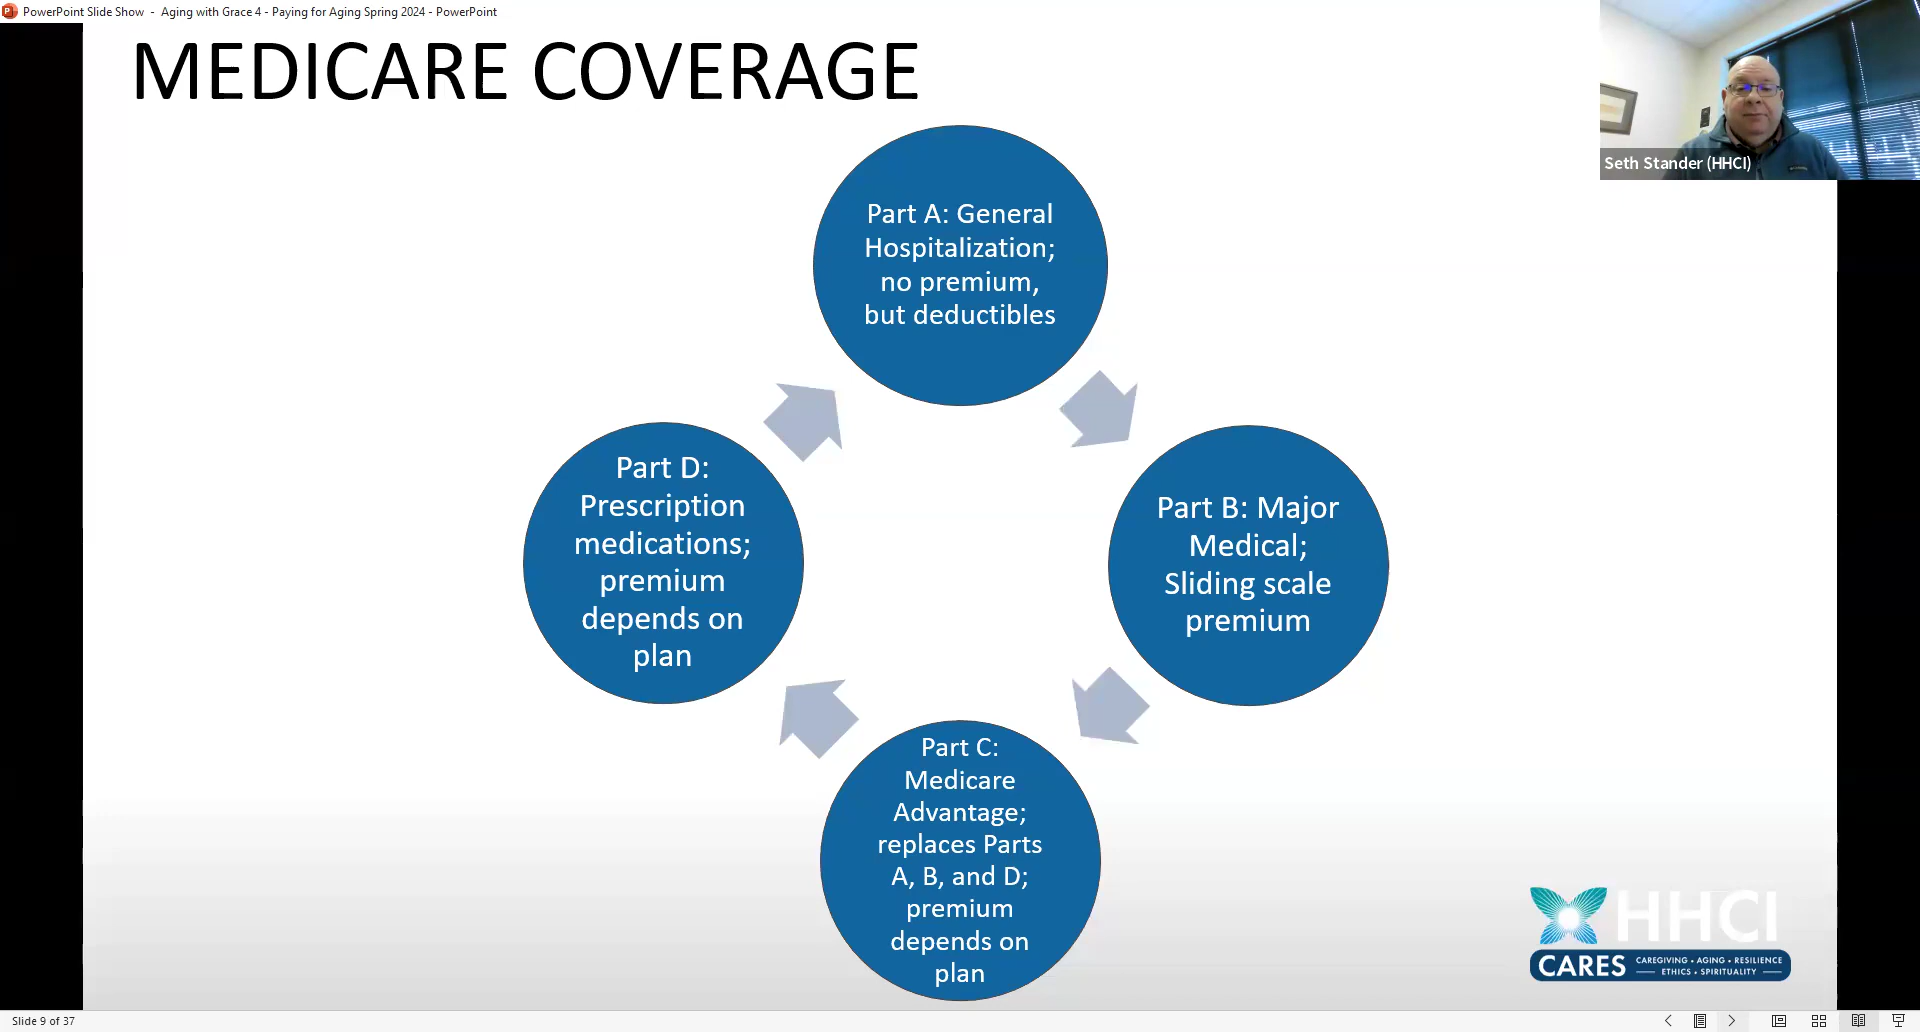 PowerPoint Slide Show - Aging with Grace 4 - Paying for Aging Spring 2024 - PowerPoint
MEDICARE COVERAGE
Seth Stander (HHCI)
Part A: General
Hospitalization;
no premium,
but deductibles
Part B: Major
Medical;
Sliding scale
premium
Part C:
Medicare
Advantage;
replaces Parts
A, B, and D;
premium
depends on
plan
Part D:
Prescription
medications;
premium
depends on
plan
HHCI
CARES
CAREGIVING • AGING • RESILIENCE
ETHICS • SPIRITUALITY
Slide 9 of 37